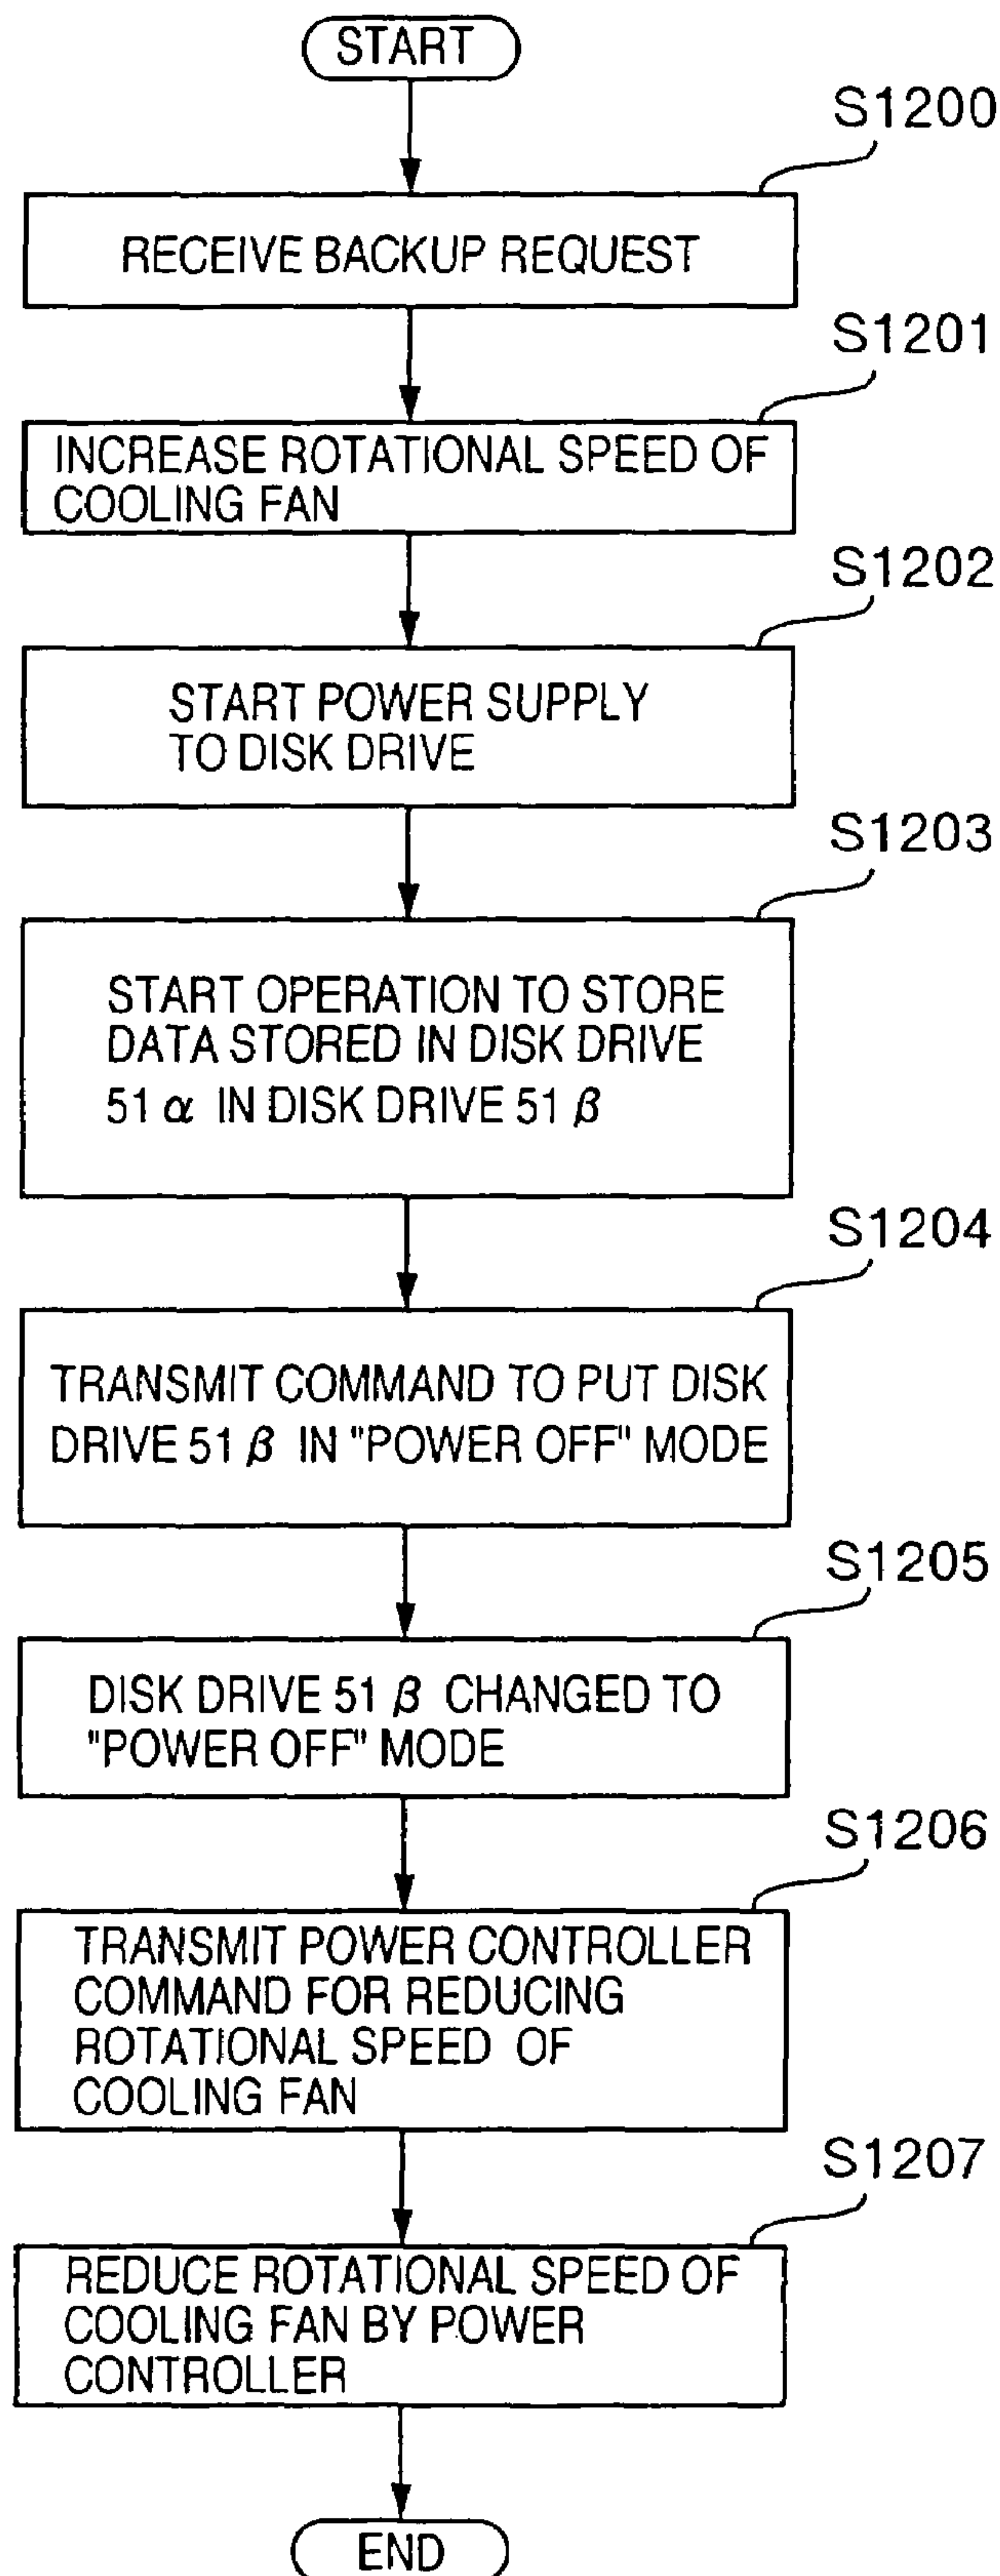 START
S1200
RECEIVE BACKUP REQUEST
S1201
INCREASE ROTATIONAL SPEED OF
COOLING FAN
S1202
START POWER SUPPLY
TO DISK DRIVE
S1203
START OPERATION TO STORE
DATA STORED IN DISK DRIVE
51 α IN DISK DRIVE 51 β
S1204
TRANSMIT COMMAND TO PUT DISK
DRIVE 51 β IN "POWER OFF" MODE
S1205
DISK DRIVE 51 β CHANGED TO
"POWER OFF" MODE
S1206
TRANSMIT POWER CONTROLLER
COMMAND FOR REDUCING
ROTATIONAL SPEED OF
COOLING FAN
S1207
REDUCE ROTATIONAL SPEED OF
COOLING FAN BY POWER
CONTROLLER
END